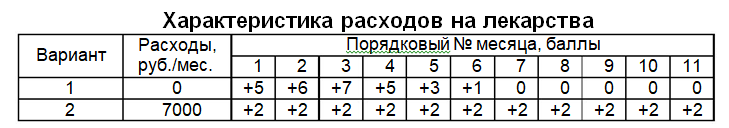 Характеристика расходов на лекарства
Вариант Расходы, руб./мес. Порядковый № месяца, баллы
1 2 3 4 5 6 7 8 9 10 11
1 0 +5 +6 +7 +5 +3 +1 0 0 0 0 0
2 7000 +2 +2 +2 +2 +2 +2 +2 +2 +2 +2 +2